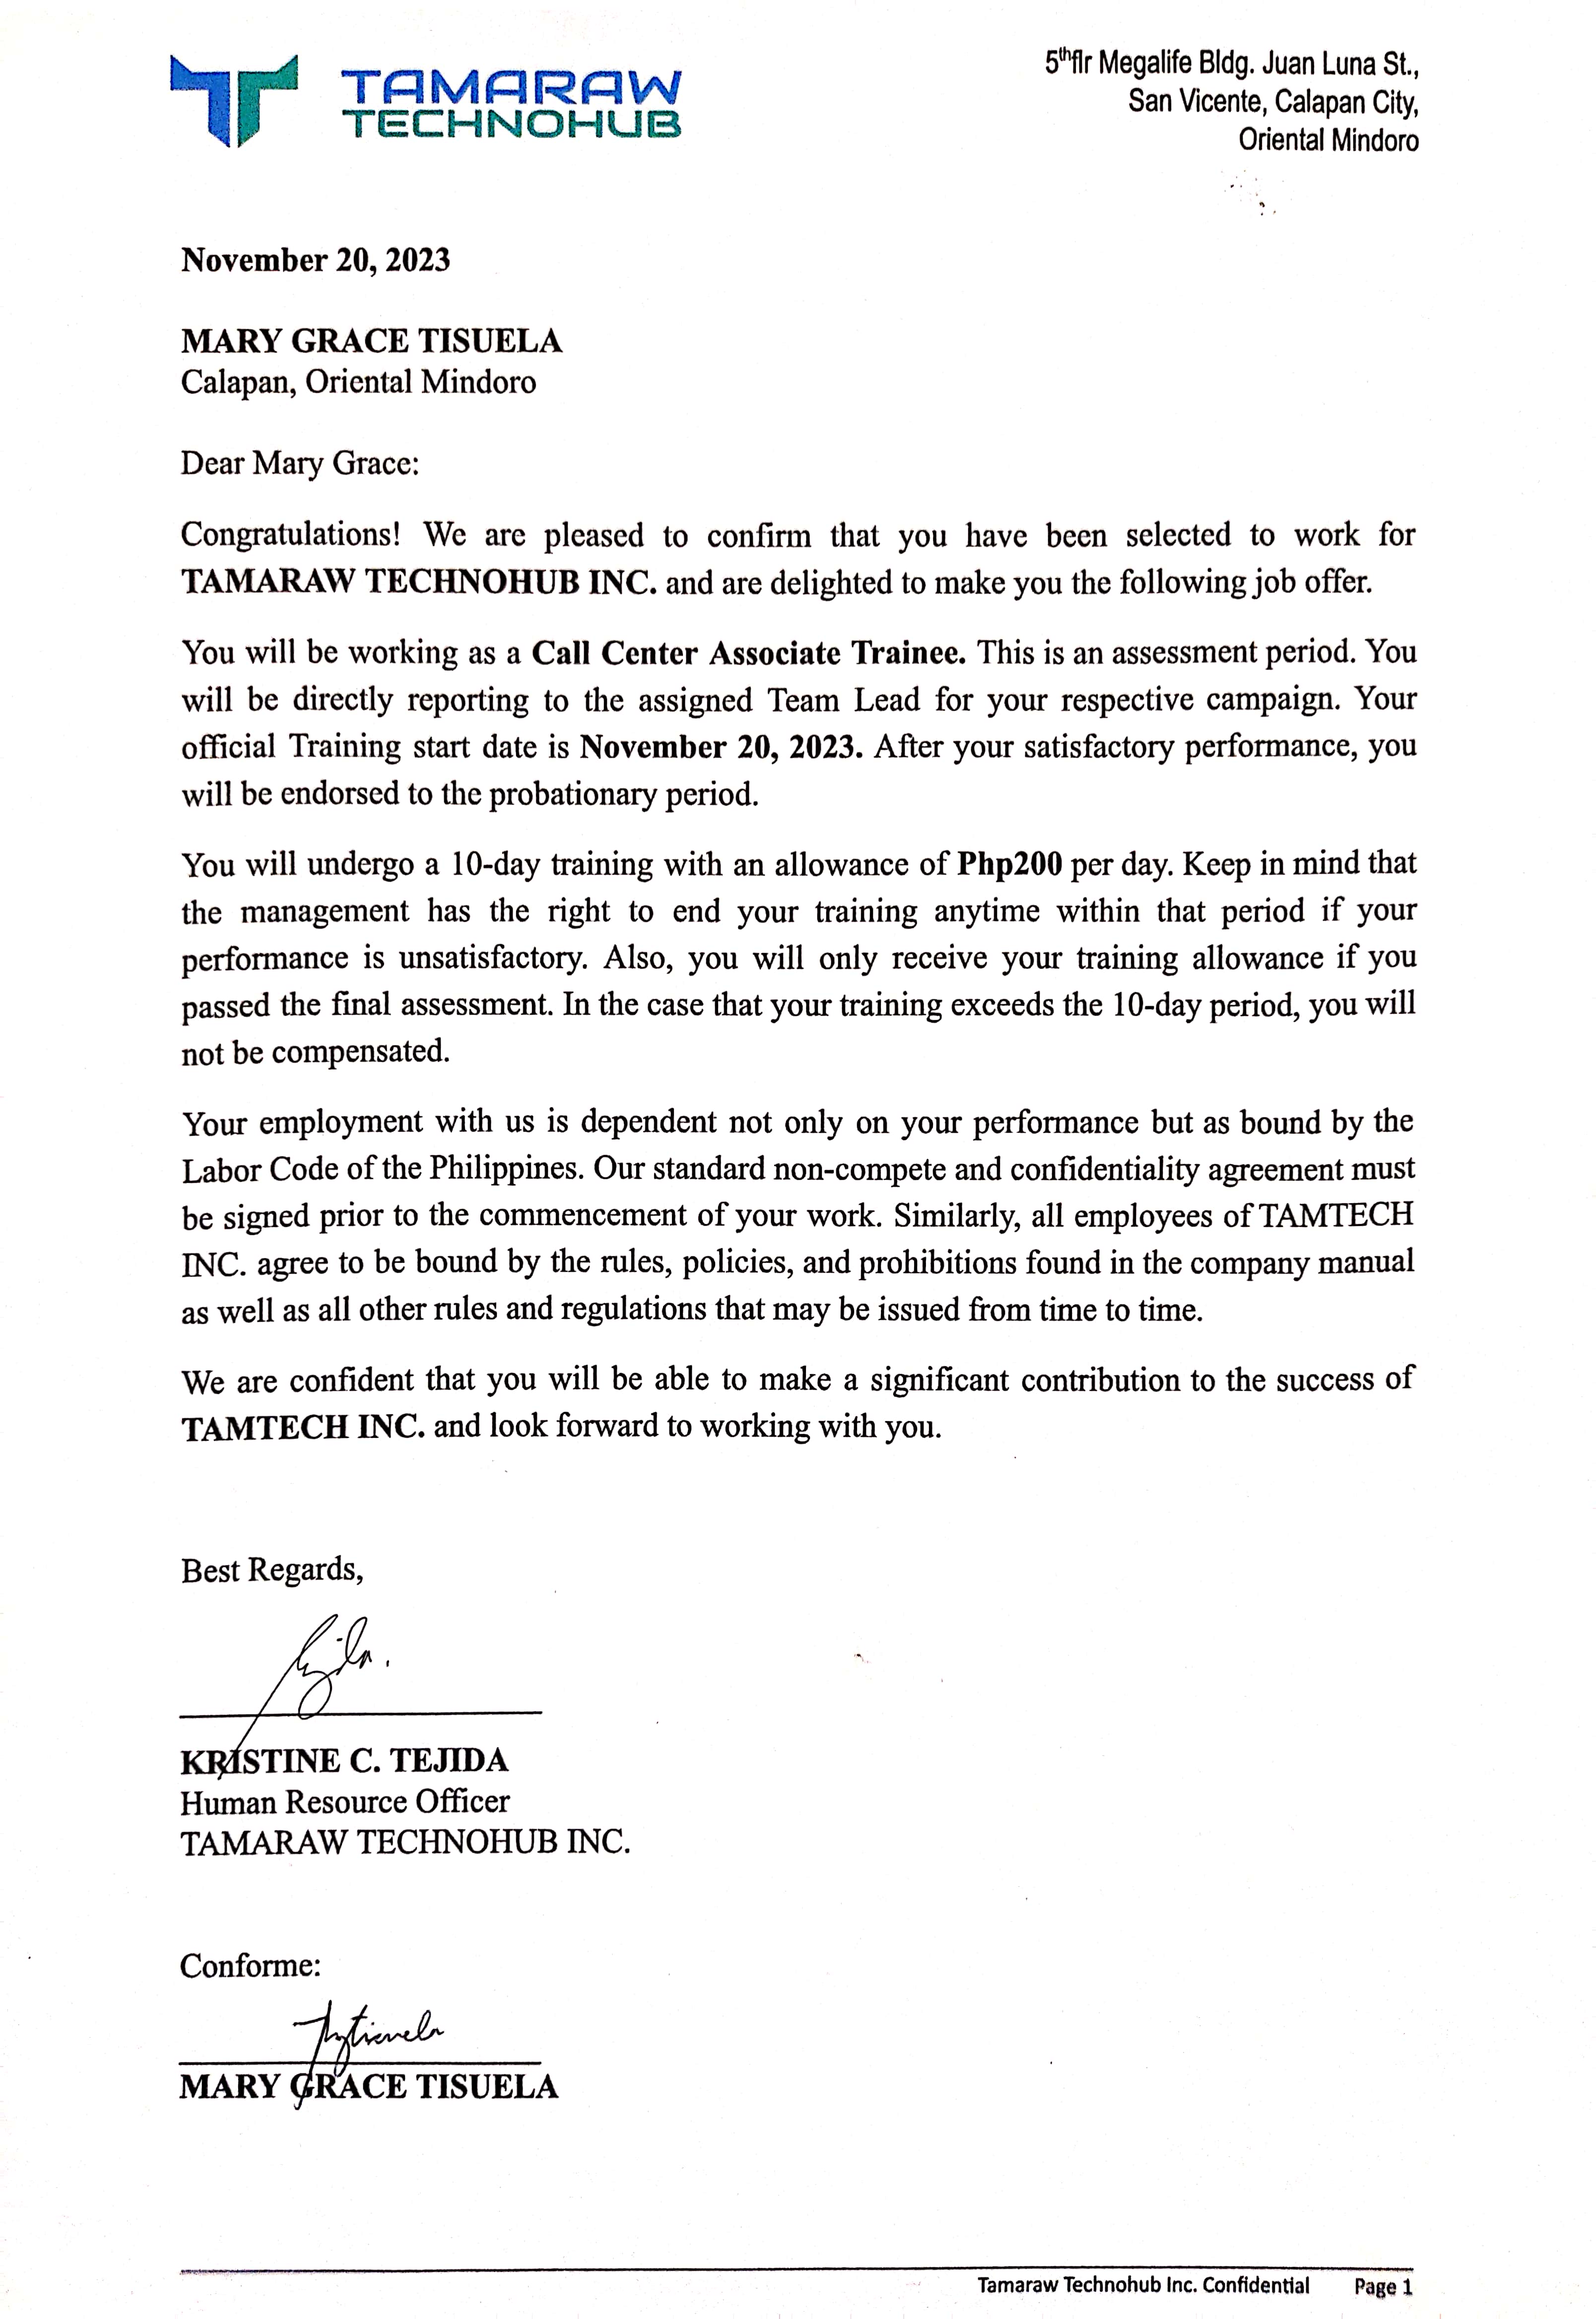 TAMARAW
TECHNOHUB
5thflr Megalife Bldg. Juan Luna St.,
San Vicente, Calapan City,
Oriental Mindoro
November 20, 2023
MARY GRACE TISUELA
Calapan, Oriental Mindoro
Dear Mary Grace:
Congratulations! We are pleased to confirm that you have been selected to work for
TAMARAW TECHNOHUB INC. and are delighted to make you the following job offer.
You will be working as a Call Center Associate Trainee. This is an assessment period. You
will be directly reporting to the assigned Team Lead for your respective campaign. Your
official Training start date is November 20, 2023. After your satisfactory performance, you
will be endorsed to the probationary period.
You will undergo a 10-day training with an allowance of Php200 per day. Keep in mind that
the management has the right to end your training anytime within that period if your
performance is unsatisfactory. Also, you will only receive your training allowance if you
passed the final assessment. In the case that your training exceeds the 10-day period, you will
not be compensated.
Your employment with us is dependent not only on your performance but as bound by the
Labor Code of the Philippines. Our standard non-compete and confidentiality agreement must
be signed prior to the commencement of your work. Similarly, all employees of TAMTECH
INC. agree to be bound by the rules, policies, and prohibitions found in the company manual
as well as all other rules and regulations that may be issued from time to time.
We are confident that you will be able to make a significant contribution to the success of
TAMTECH INC. and look forward to working with you.
Best Regards,
KRISTINE C. TEJIDA
Human Resource Officer
TAMARAW TECHNOHUB INC.
Conforme:
MARY GRACE TISUELA
Tamaraw Technohub Inc. Confidential Page 1